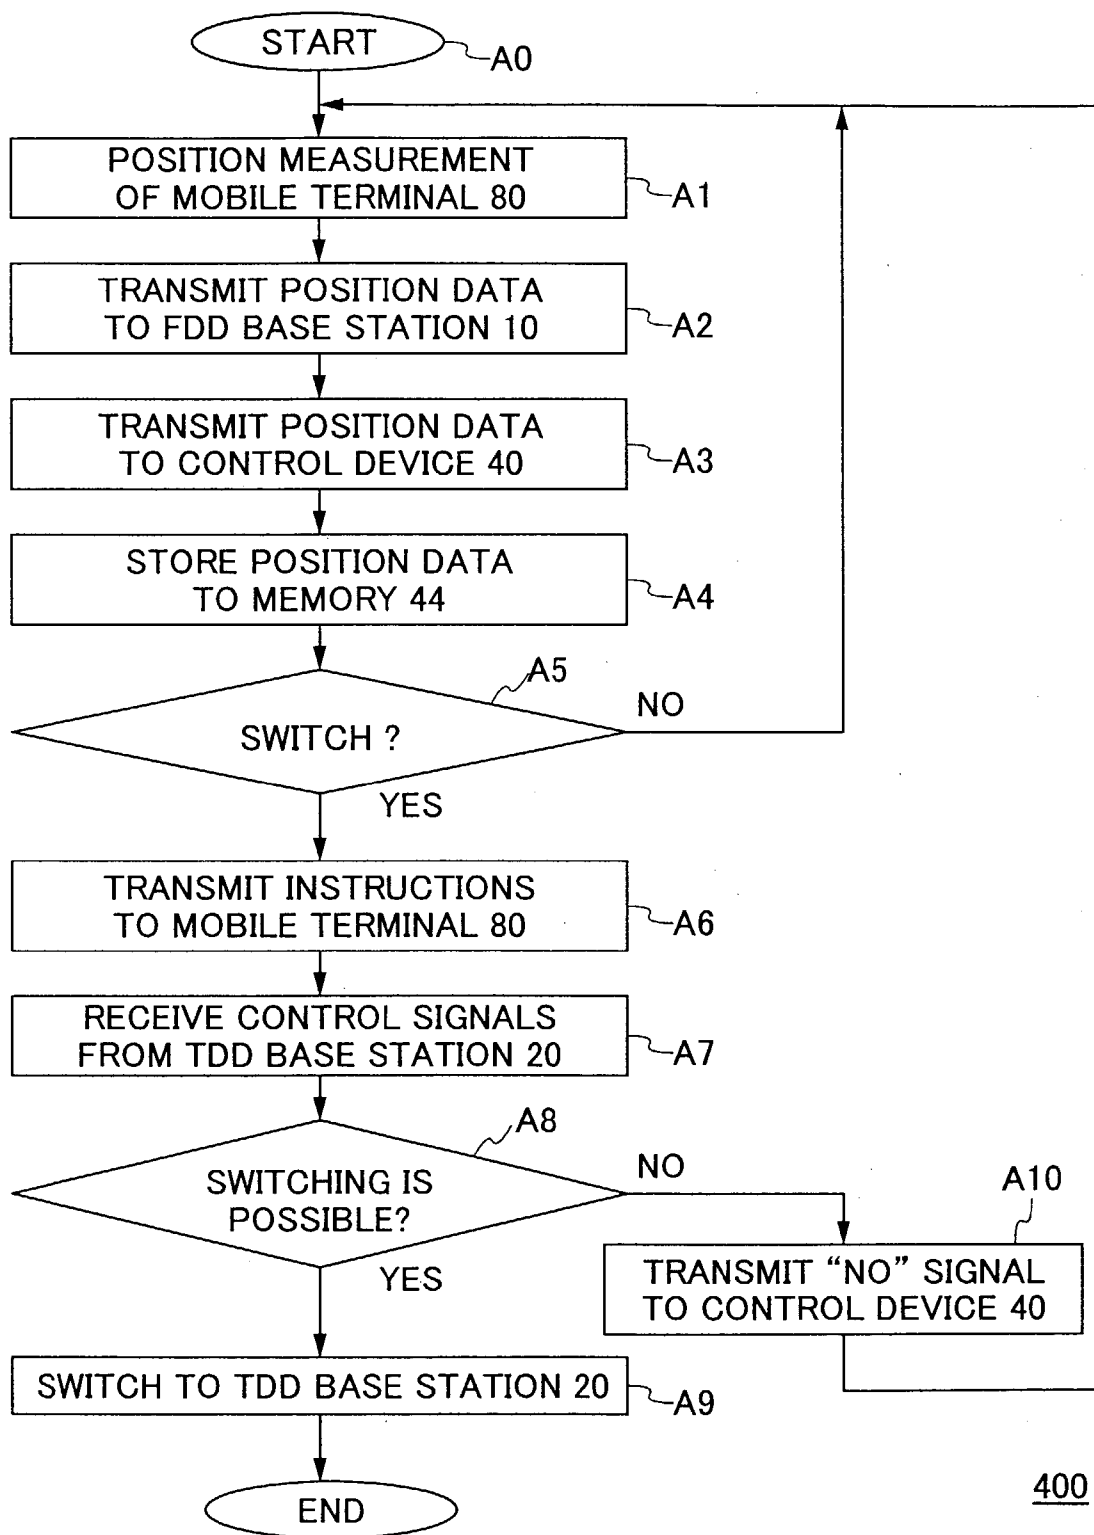 START
A0
POSITION MEASUREMENT
OF MOBILE TERMINAL 80
A1
TRANSMIT POSITION DATA
TO FDD BASE STATION 10
A2
TRANSMIT POSITION DATA
TO CONTROL DEVICE 40
A3
STORE POSITION DATA
TO MEMORY 44
A4
A5
SWITCH ?
NO
YES
TRANSMIT INSTRUCTIONS
TO MOBILE TERMINAL 80
A6
RECEIVE CONTROL SIGNALS
FROM TDD BASE STATION 20
A7
A8
SWITCHING IS
POSSIBLE?
NO
YES
A10
TRANSMIT “NO” SIGNAL
TO CONTROL DEVICE 40
SWITCH TO TDD BASE STATION 20
A9
END
400